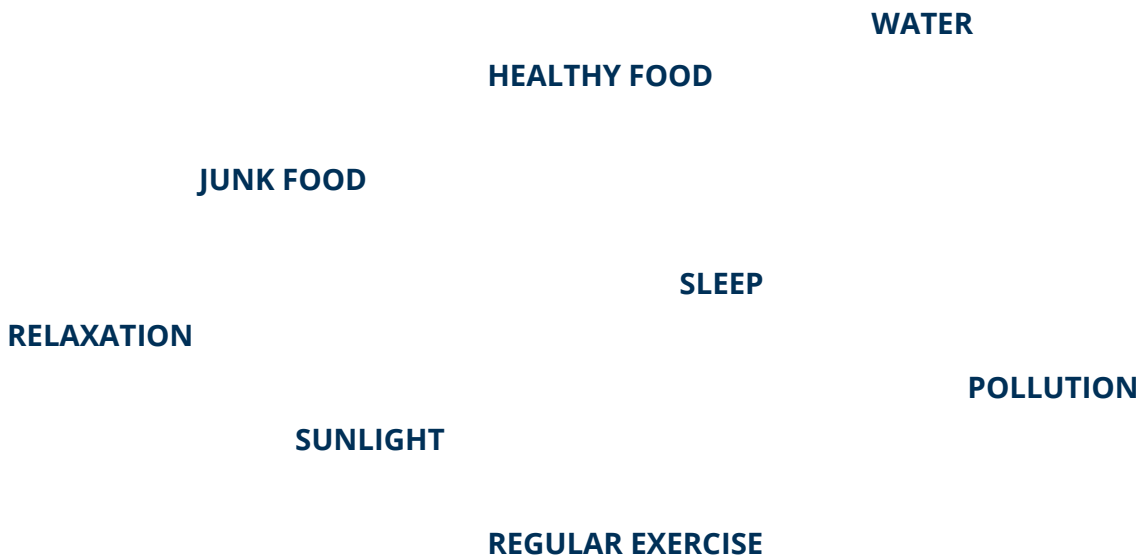 WATER
HEALTHY FOOD
JUNK FOOD
SLEEP
RELAXATION
POLLUTION
SUNLIGHT
REGULAR EXERCISE